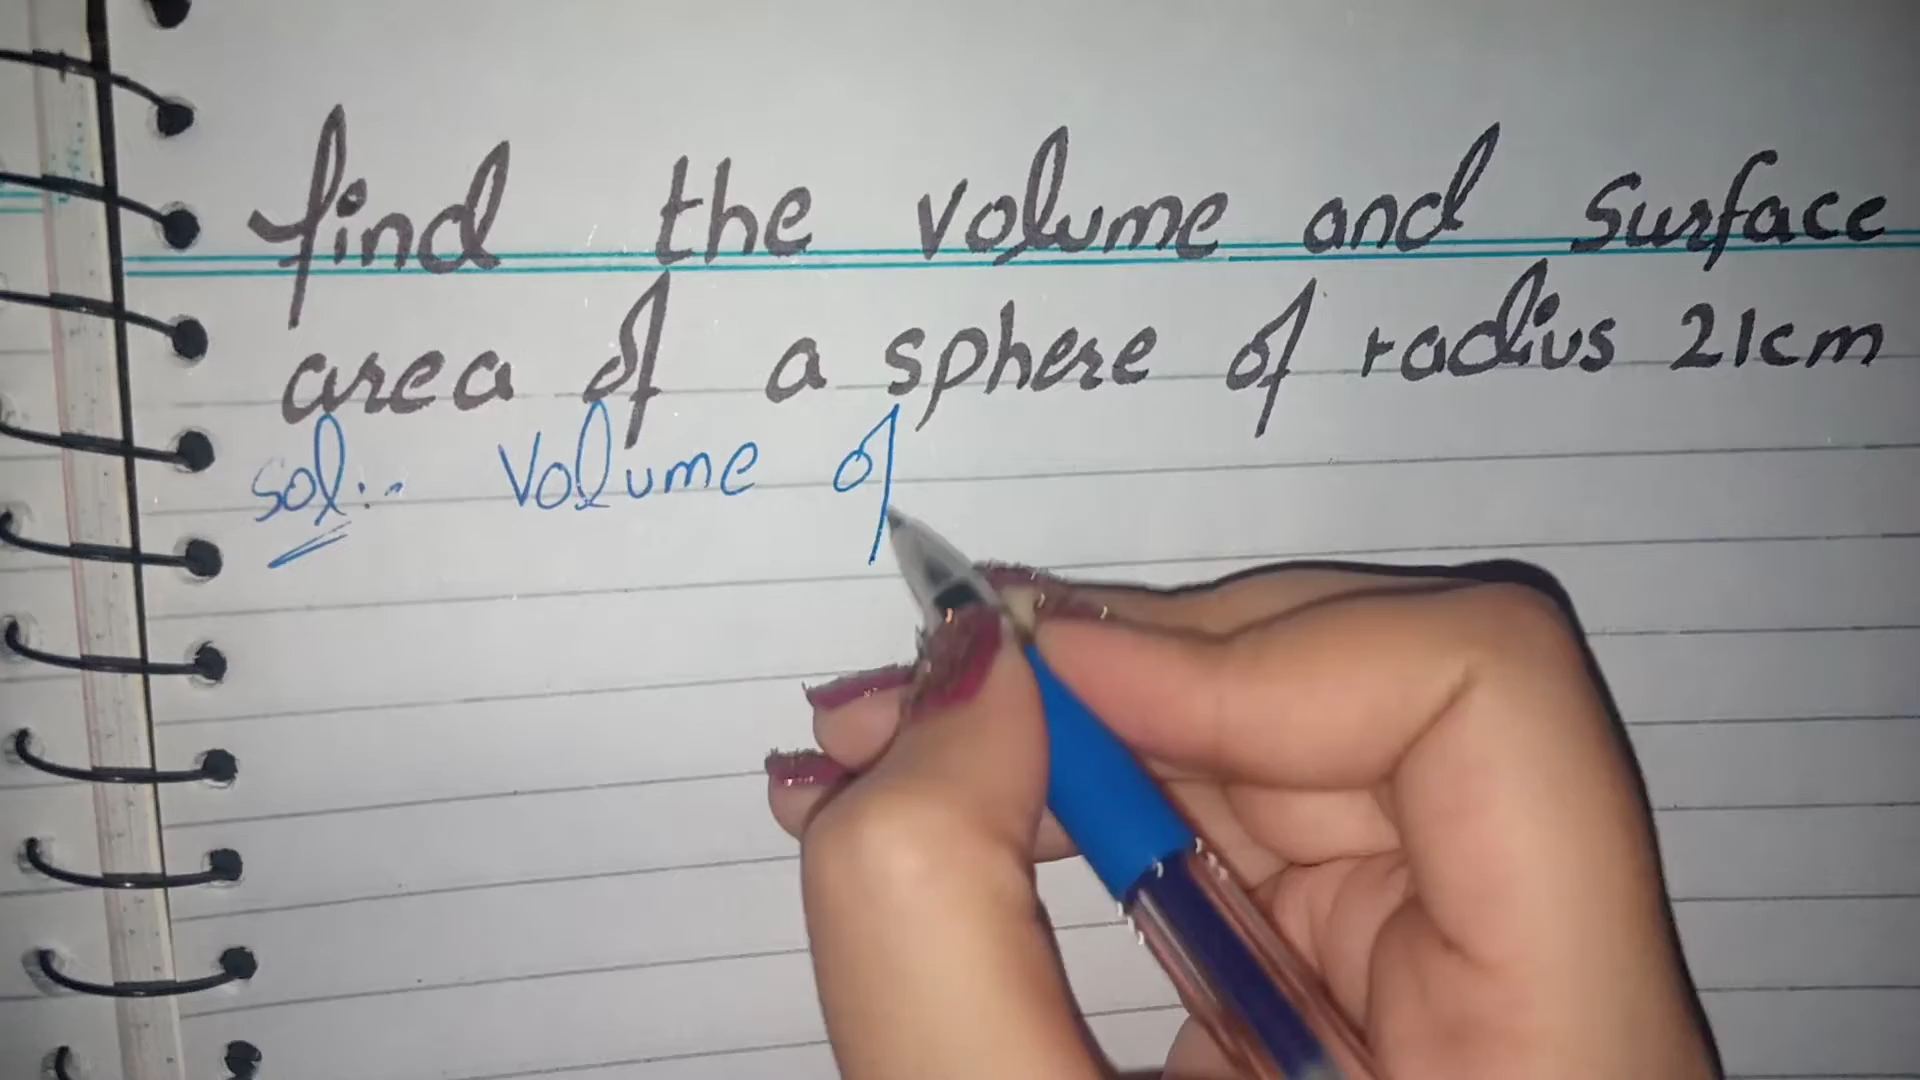 find the volume and surface
area of a sphere of radius 21cm
sol:- Volume of